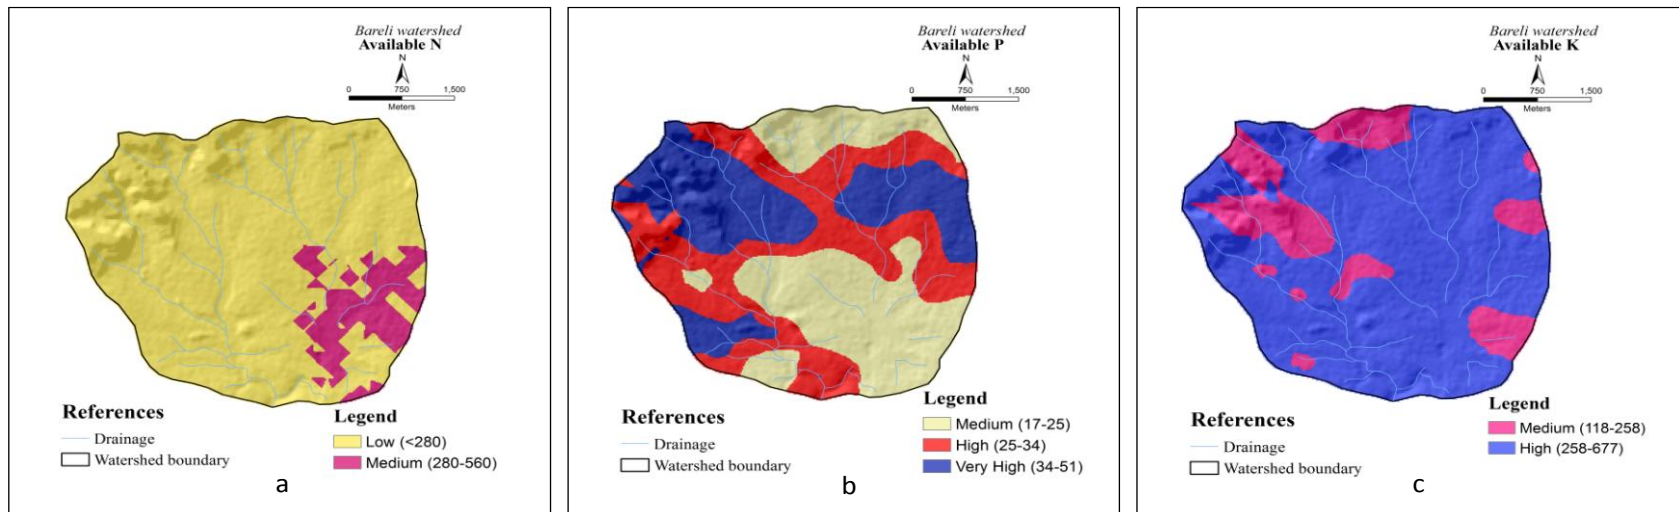 Bareli watershed
Available N
N
0 750 1,500
Meters
References
Drainage
Watershed boundary
Legend
Low (<280)
Medium (280-560)
a
Bareli watershed
Available P
N
0 750 1,500
Meters
References
Drainage
Watershed boundary
Legend
Medium (17-25)
High (25-34)
Very High (34-51)
b
Bareli watershed
Available K
N
0 750 1,500
Meters
References
Drainage
Watershed boundary
Legend
Medium (118-258)
High (258-677)
c